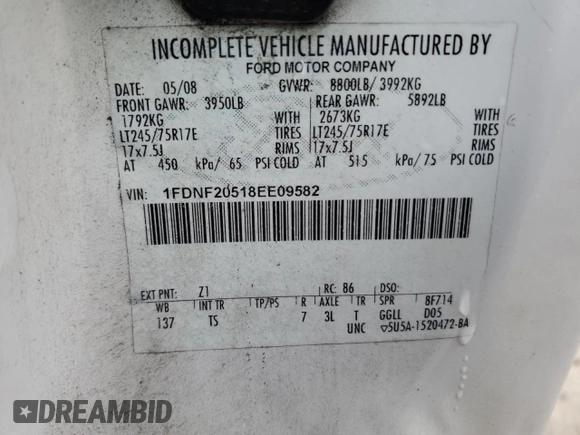 INCOMPLETE VEHICLE MANUFACTURED BY
FORD MOTOR COMPANY
DATE: 05/08 GVWR: 8800LB/ 3992KG
FRONT GAWR: 3950LB REAR GAWR: 5892LB
1792KG WITH 2673KG WITH
LT245/75R17E TIRES LT245/75R17E TIRES
17x7.5J RIMS 17x7.5J RIMS
AT 450 kPa/ 65 PSI COLD AT 515 kPa/ 75 PSI COLD
VIN: 1FDNF20518EE09582
EXT PNT: Z1 RC: 86 DSO:
WB INT TR TP/PS R AXLE TR SPR BF714
137 TS 7 3L T GGLL D05
UNC ▽5U5A-1520472-BA
DREAMBID